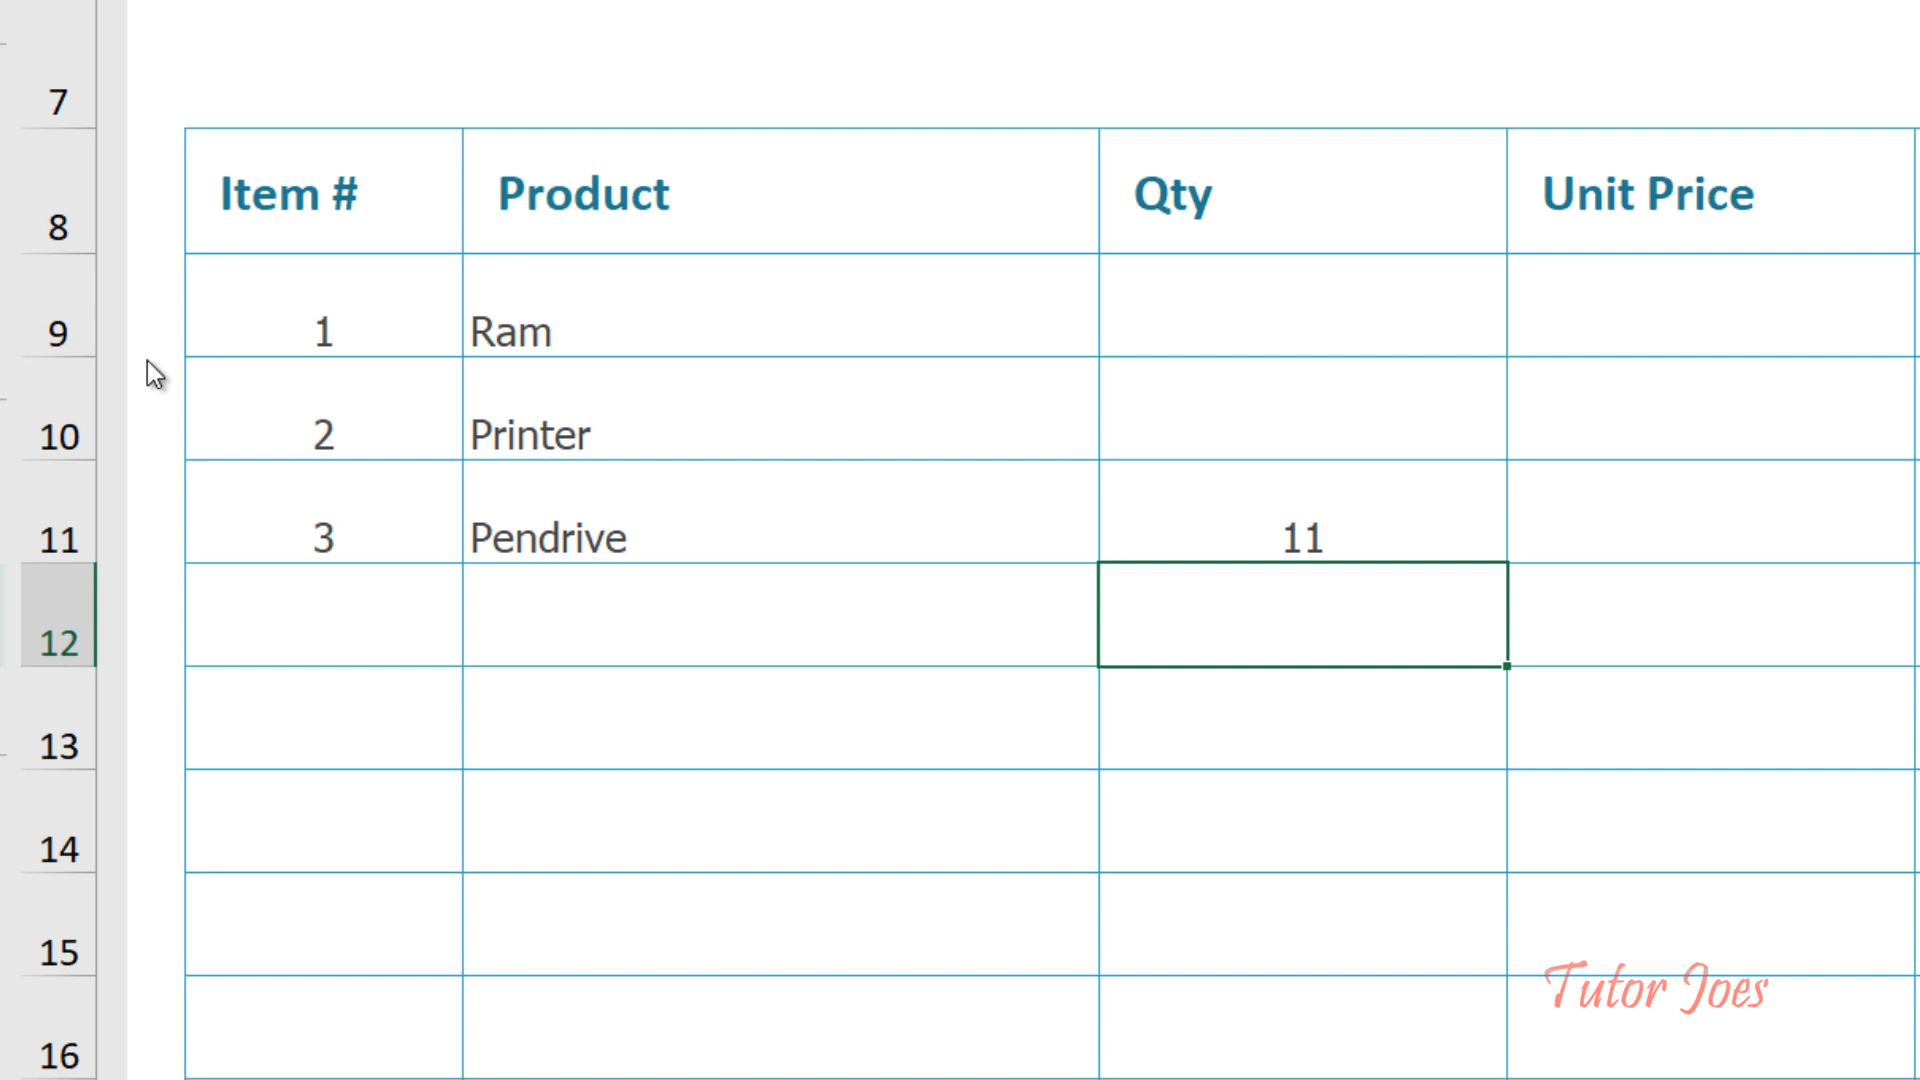 7
8 Item # Product Qty Unit Price
9 1 Ram
10 2 Printer
11 3 Pendrive 11
12
13
14
15
Tutor Joes
16